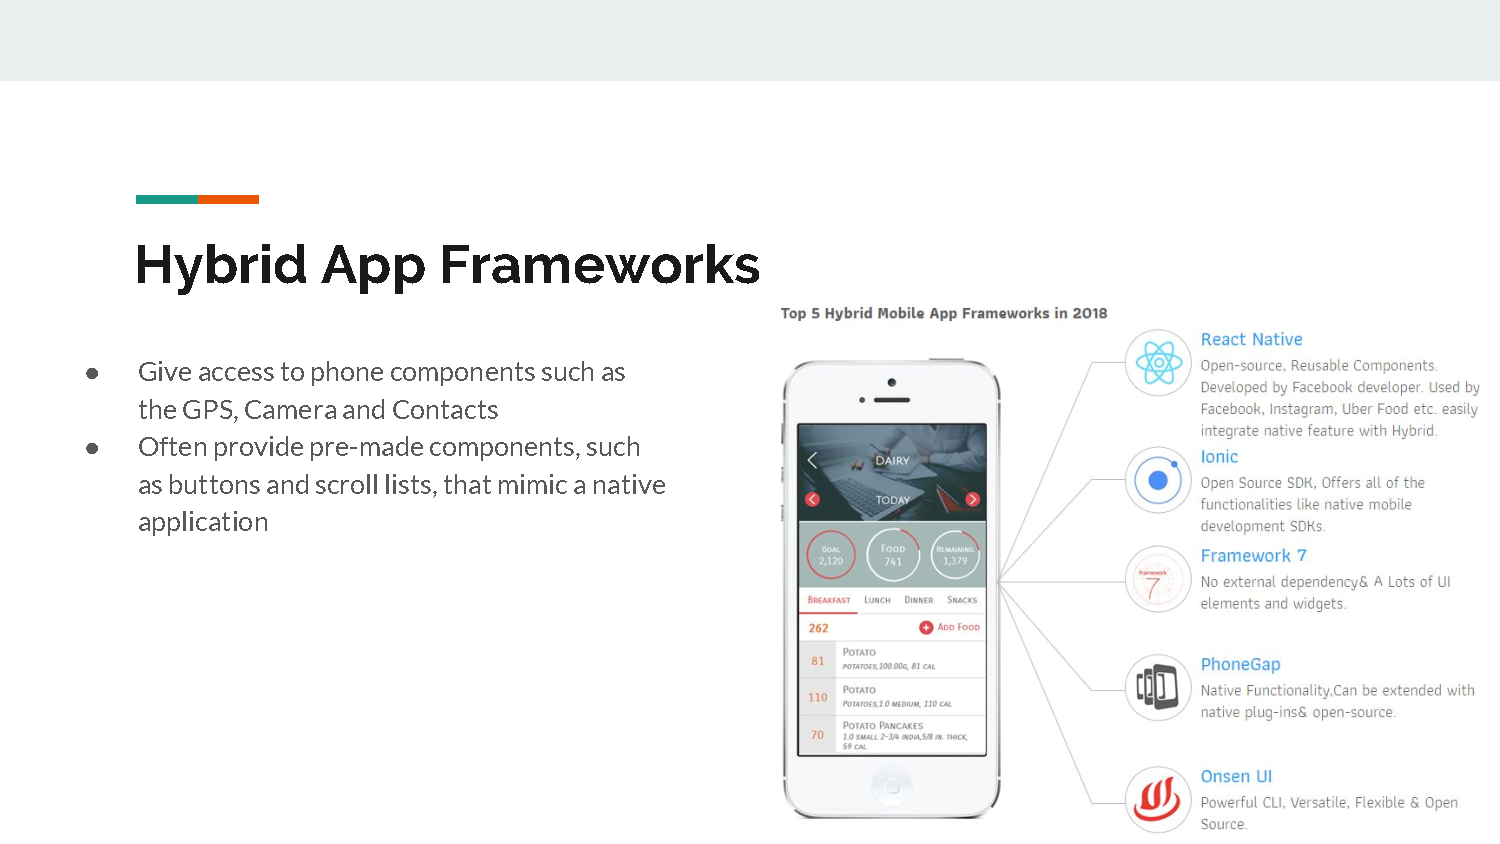 Hybrid App Frameworks
● Give access to phone components such as
the GPS, Camera and Contacts
● Often provide pre-made components, such
as buttons and scroll lists, that mimic a native
application
Top 5 Hybrid Mobile App Frameworks in 2018
DAIRY
TODAY
GOAL
2,120
FOOD
741
REMAINING
1,379
BREAKFAST LUNCH DINNER SNACKS
262 ADD FOOD
81 POTATO
POTATOES,100.00G, 81 CAL
110 POTATO
POTATOES,1.0 MEDIUM, 110 CAL
70 POTATO PANCAKES
1.0 SMALL 2-3/4 INDIA,5/8 IN. THICK,
59 CAL
React Native
Open-source, Reusable Components.
Developed by Facebook developer. Used by
Facebook, Instagram, Uber Food etc. easily
integrate native feature with Hybrid.
Ionic
Open Source SDK, Offers all of the
functionalities like native mobile
development SDKs.
Framework
7
Framework 7
No external dependency& A Lots of UI
elements and widgets.
PhoneGap
Native Functionality,Can be extended with
native plug-ins& open-source.
Onsen UI
Powerful CLI, Versatile, Flexible & Open
Source.